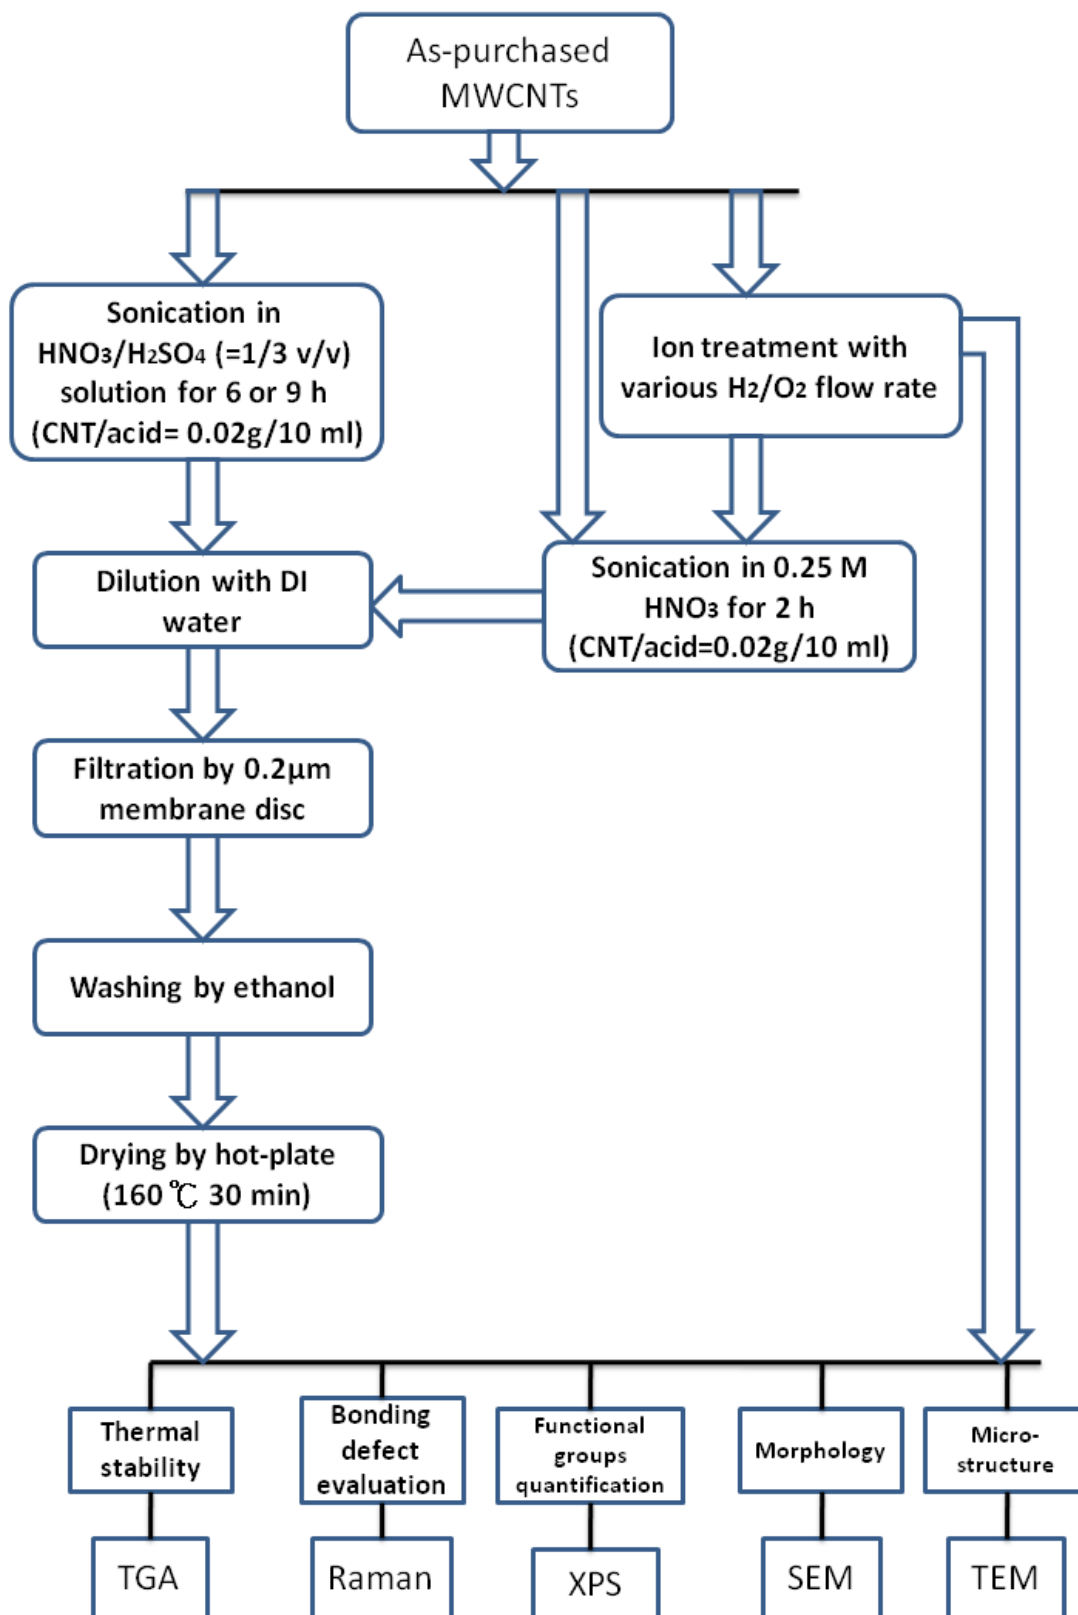 As-purchased
MWCNTs
Sonication in
HNO₃/H₂SO₄ (=1/3 v/v)
solution for 6 or 9 h
(CNT/acid= 0.02g/10 ml)
Ion treatment with
various H₂/O₂ flow rate
Dilution with DI
water
Sonication in 0.25 M
HNO₃ for 2 h
(CNT/acid=0.02g/10 ml)
Filtration by 0.2µm
membrane disc
Washing by ethanol
Drying by hot-plate
(160 ℃ 30 min)
Thermal
stability
Bonding
defect
evaluation
Functional
groups
quantification
Morphology
Micro-
structure
TGA
Raman
XPS
SEM
TEM